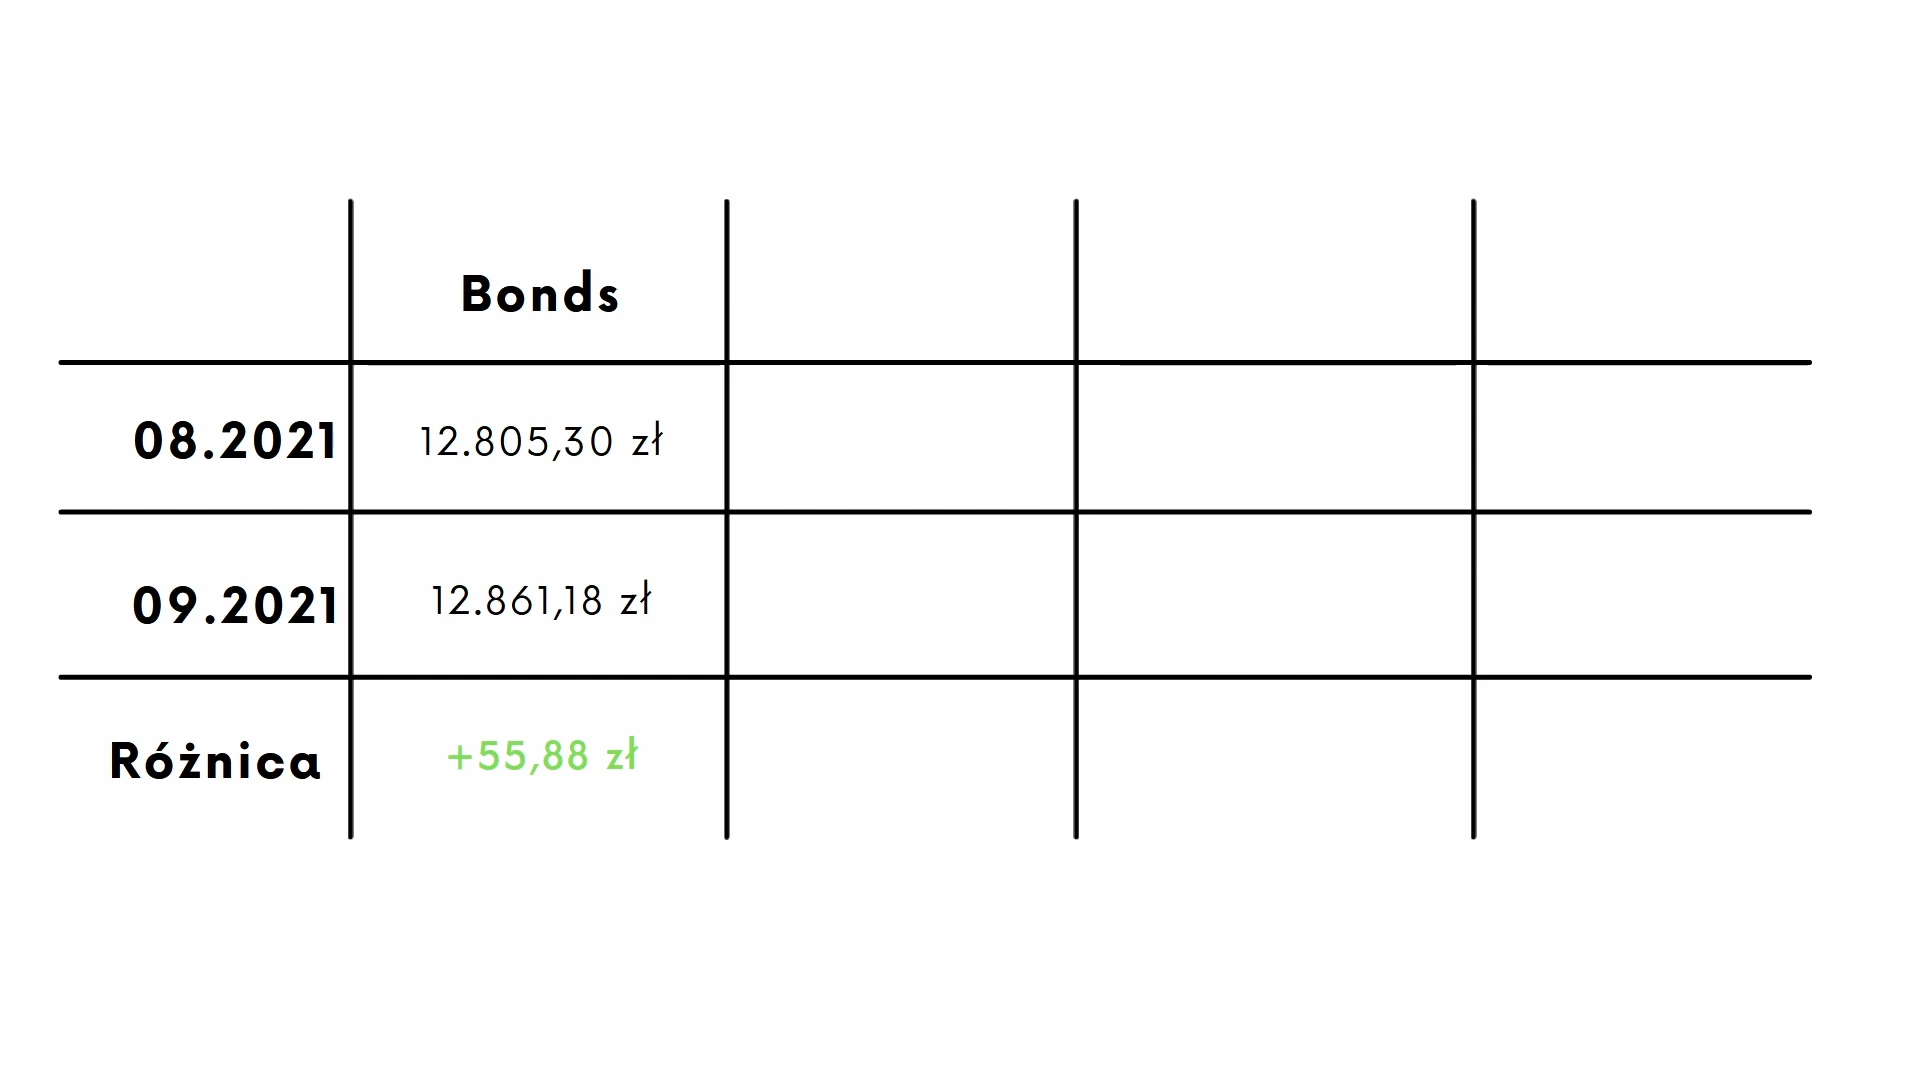 Bonds
08.2021 12.805,30 zł
09.2021 12.861,18 zł
Różnica +55,88 zł